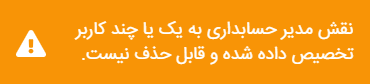 نقش مدیر حسابداری به یک یا چند کاربر
تخصیص داده شده و قابل حذف نیست.